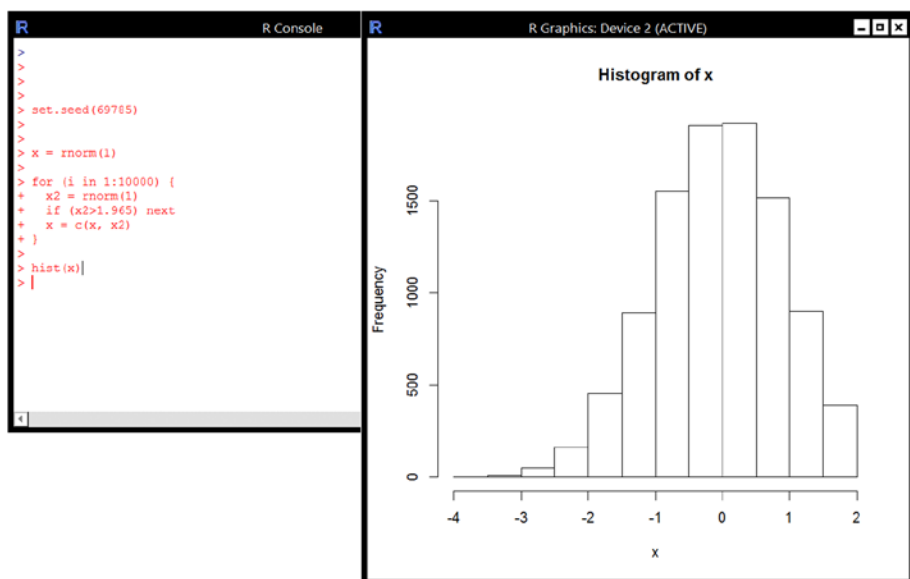 R Console
>
>
>
>
> set.seed(69785)
>
>
> x = rnorm(1)
>
> for (i in 1:10000) {
+   x2 = rnorm(1)
+   if (x2>1.965) next
+   x = c(x, x2)
+ }
>
> hist(x)
>
R Graphics: Device 2 (ACTIVE)
Histogram of x
Frequency
1500
1000
500
0
-4 -3 -2 -1 0 1 2
x